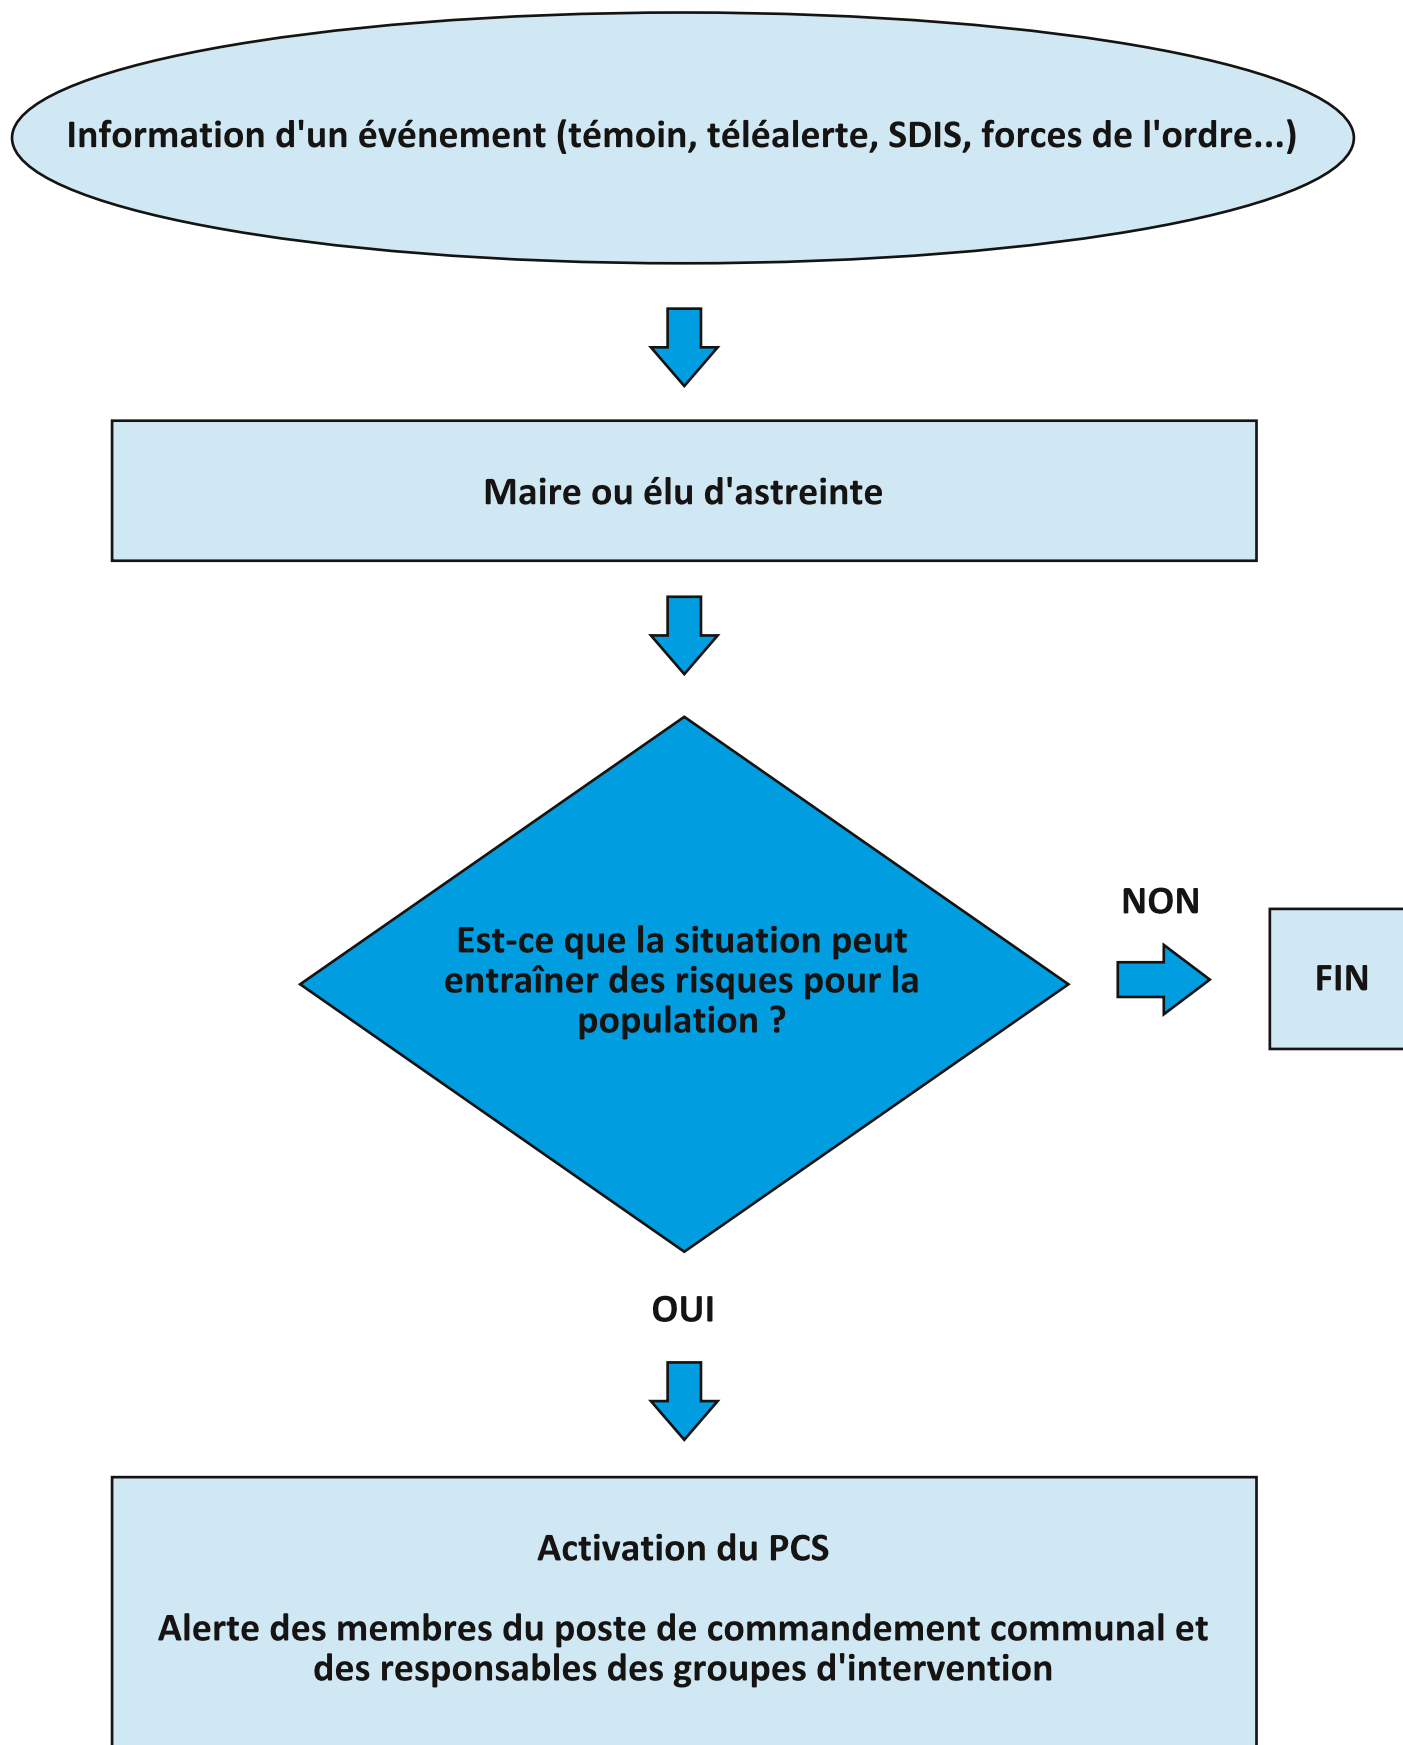 Information d'un événement (témoin, téléalerte, SDIS, forces de l'ordre...)
Maire ou élu d'astreinte
Est-ce que la situation peut
entraîner des risques pour la
population ?
NON
FIN
OUI
Activation du PCS
Alerte des membres du poste de commandement communal et
des responsables des groupes d'intervention